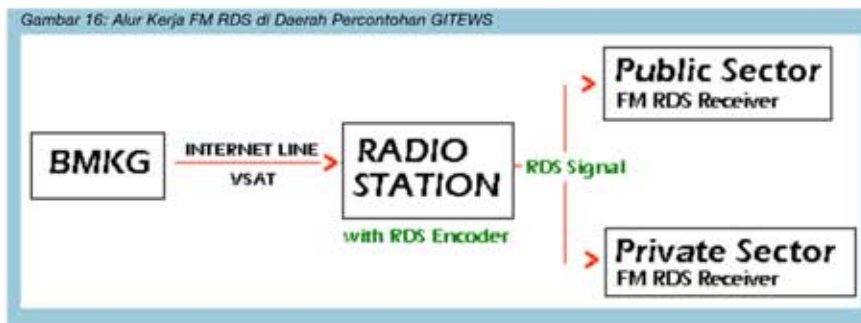 Gambar 16: Alur Kerja FM RDS di Daerah Percontohan GITEWS
BMKG
INTERNET LINE
VSAT
RADIO
STATION
with RDS Encoder
RDS Signal
Public Sector
FM RDS Receiver
Private Sector
FM RDS Receiver